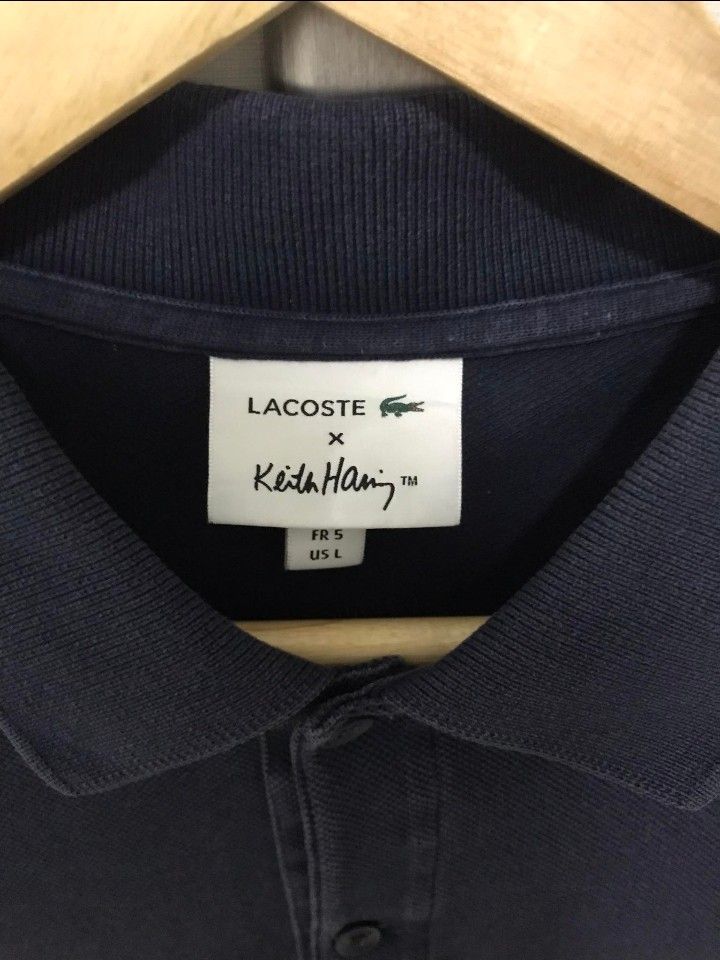 LACOSTE
x
Keith Haring ™
FR 5
US L